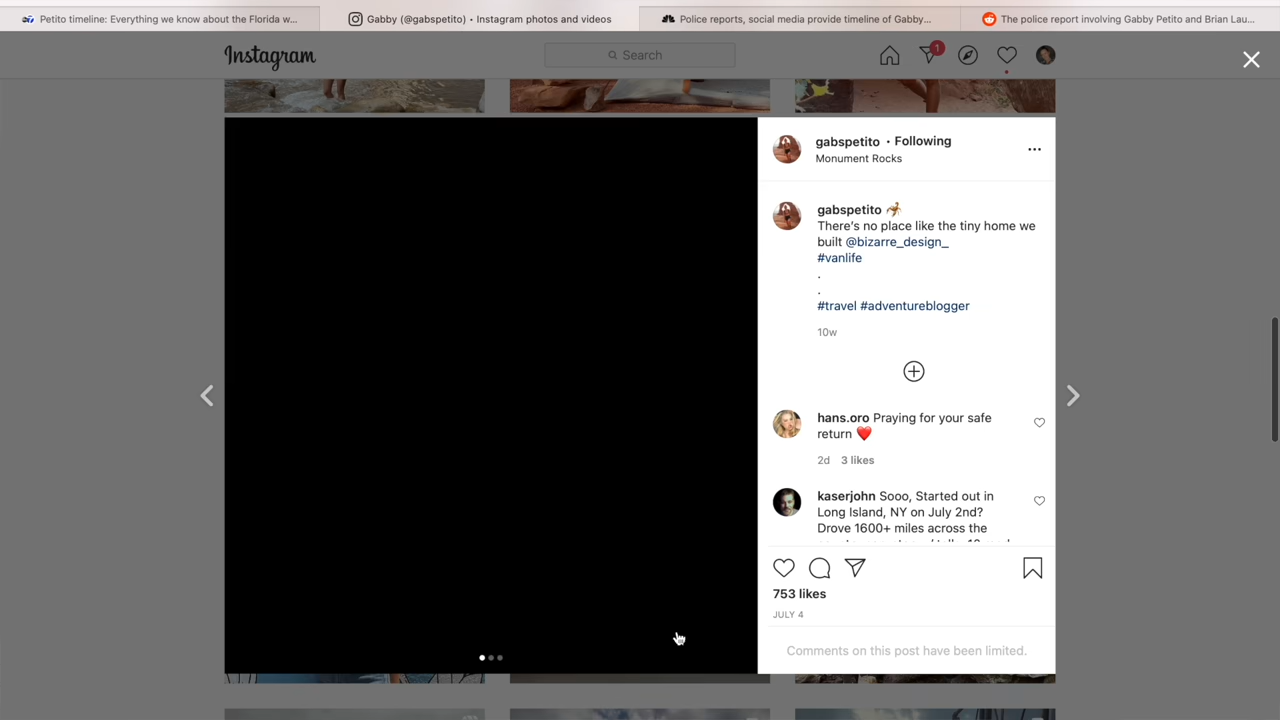 Petito timeline: Everything we know about the Florida w...
Gabby (@gabspetito) • Instagram photos and videos
Police reports, social media provide timeline of Gabby...
The police report involving Gabby Petito and Brian Lau...
Instagram
Search
1
gabspetito • Following
Monument Rocks
gabspetito
There's no place like the tiny home we
built @bizarre_design_
#vanlife
.
.
#travel #adventureblogger
10w
hans.oro Praying for your safe
return ❤️
2d 3 likes
kaserjohn Sooo, Started out in
Long Island, NY on July 2nd?
Drove 1600+ miles across the
753 likes
JULY 4
Comments on this post have been limited.